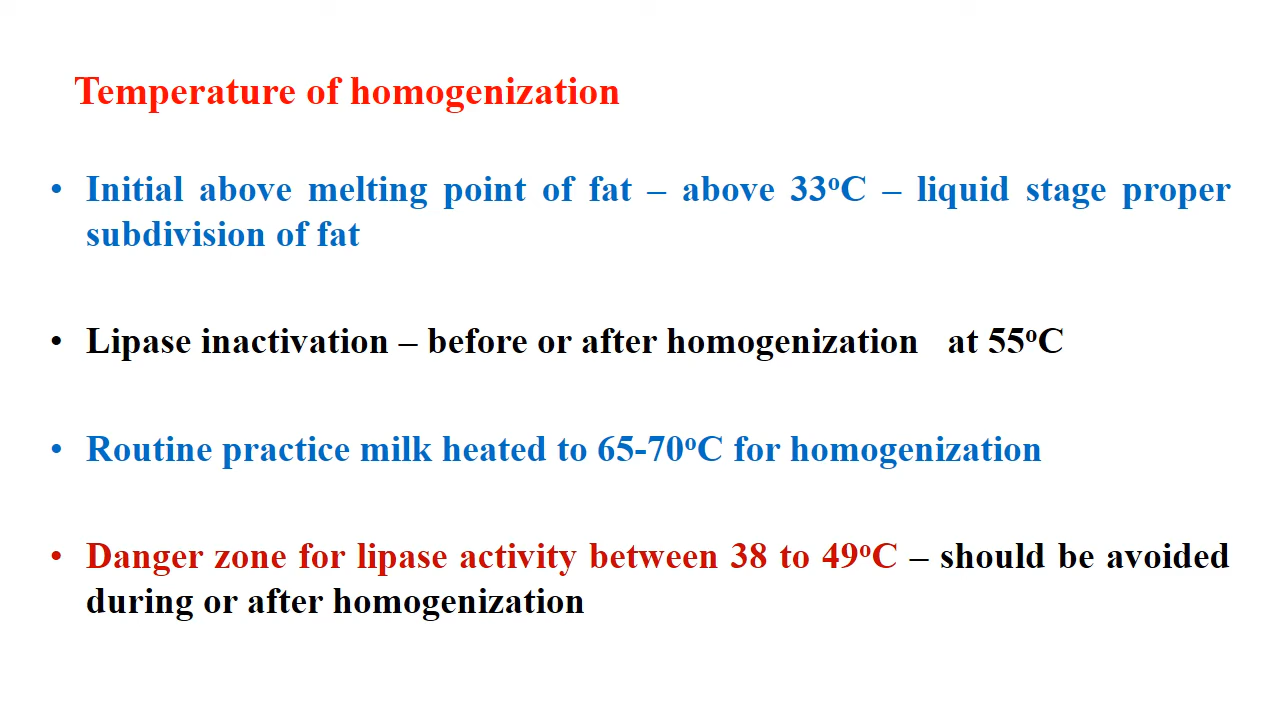 Temperature of homogenization
• Initial above melting point of fat – above 33ºC – liquid stage proper
subdivision of fat
• Lipase inactivation – before or after homogenization at 55ºC
• Routine practice milk heated to 65-70ºC for homogenization
• Danger zone for lipase activity between 38 to 49ºC – should be avoided
during or after homogenization